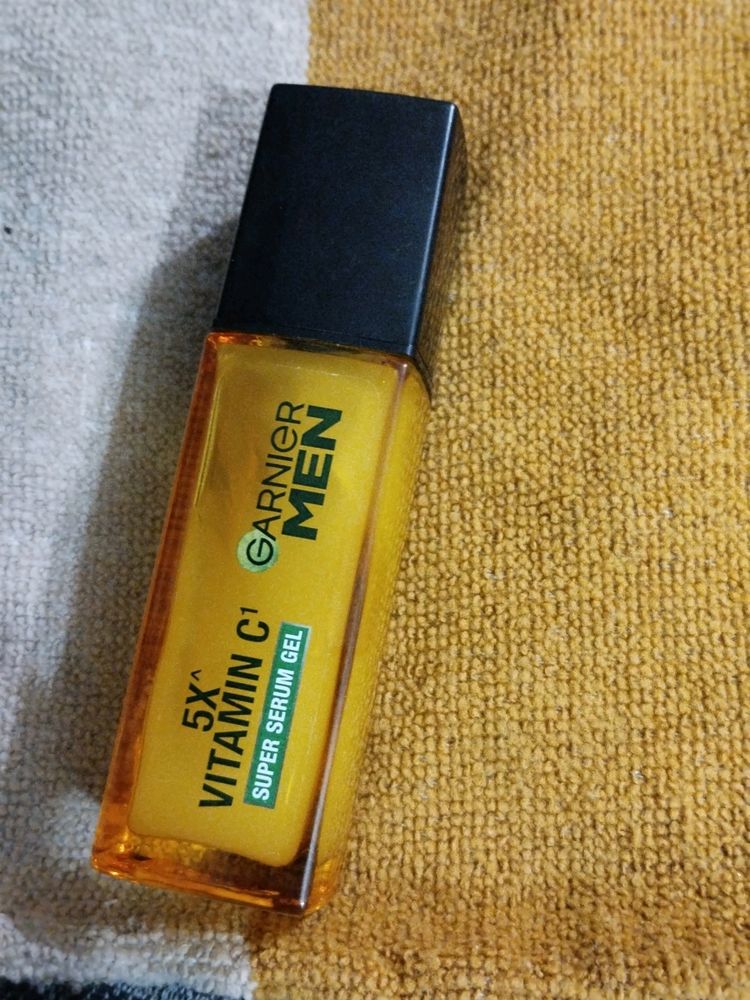 GARNIER
MEN
5X^
VITAMIN C¹
SUPER SERUM GEL